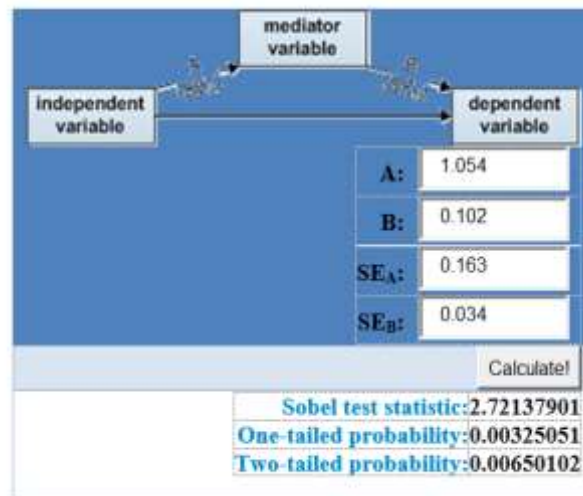 mediator
variable
independent
variable
dependent
variable
A: 1.054
B: 0.102
SEA: 0.163
SEB: 0.034
Calculate!
Sobel test statistic: 2.72137901
One-tailed probability: 0.00325051
Two-tailed probability: 0.00650102